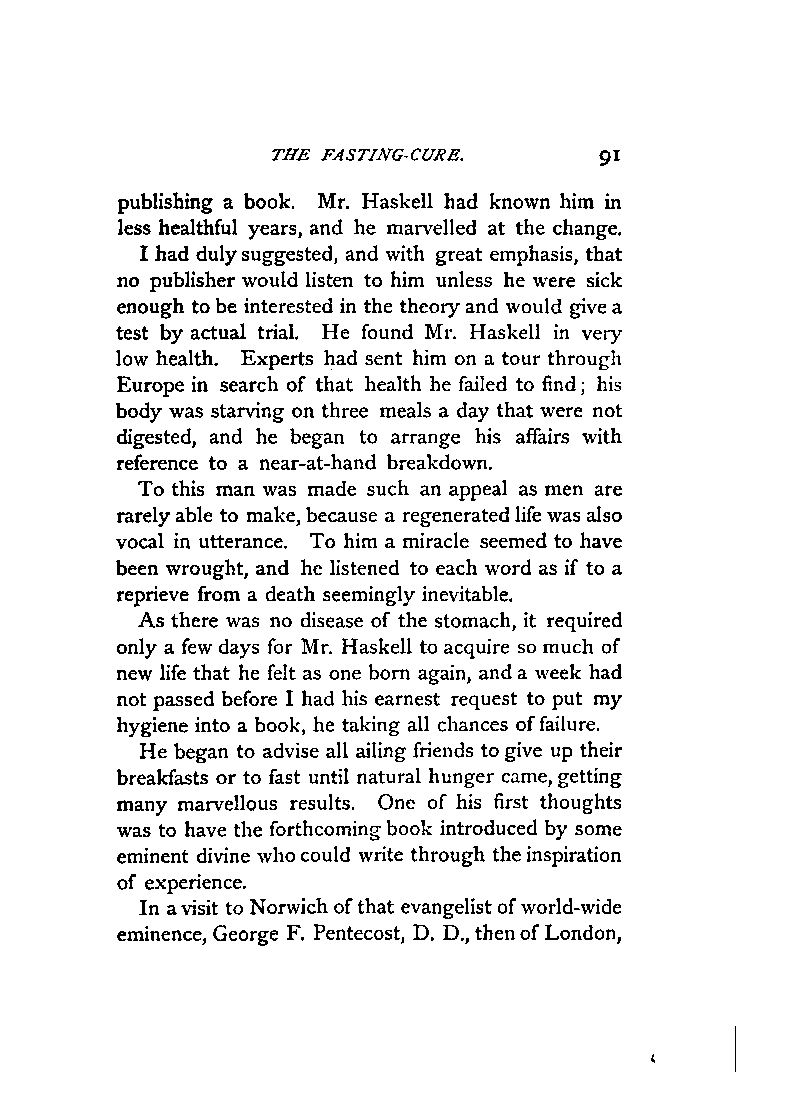 THE FASTING-CURE. 91
publishing a book. Mr. Haskell had known him in
less healthful years, and he marvelled at the change.
I had duly suggested, and with great emphasis, that
no publisher would listen to him unless he were sick
enough to be interested in the theory and would give a
test by actual trial. He found Mr. Haskell in very
low health. Experts had sent him on a tour through
Europe in search of that health he failed to find; his
body was starving on three meals a day that were not
digested, and he began to arrange his affairs with
reference to a near-at-hand breakdown.
To this man was made such an appeal as men are
rarely able to make, because a regenerated life was also
vocal in utterance. To him a miracle seemed to have
been wrought, and he listened to each word as if to a
reprieve from a death seemingly inevitable.
As there was no disease of the stomach, it required
only a few days for Mr. Haskell to acquire so much of
new life that he felt as one born again, and a week had
not passed before I had his earnest request to put my
hygiene into a book, he taking all chances of failure.
He began to advise all ailing friends to give up their
breakfasts or to fast until natural hunger came, getting
many marvellous results. One of his first thoughts
was to have the forthcoming book introduced by some
eminent divine who could write through the inspiration
of experience.
In a visit to Norwich of that evangelist of world-wide
eminence, George F. Pentecost, D. D., then of London,